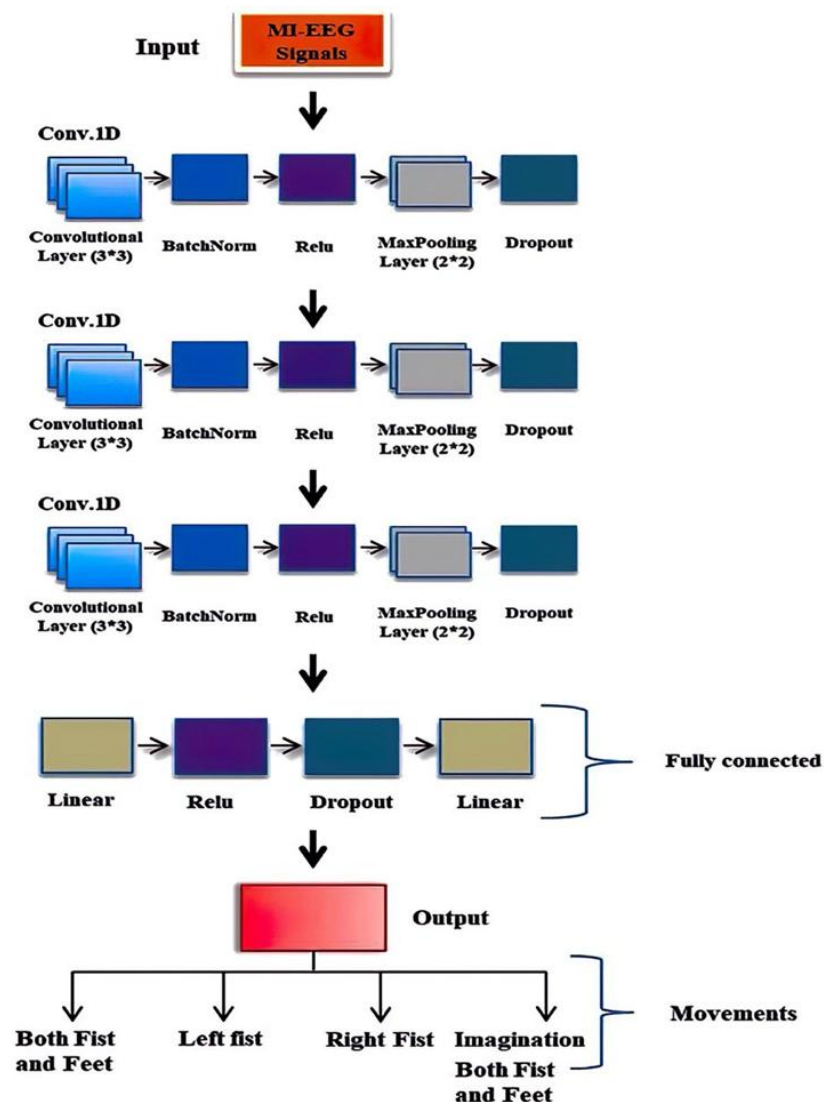 Input
MI-EEG
Signals
Conv.1D
Convolutional
Layer (3*3)
BatchNorm
Relu
MaxPooling
Layer (2*2)
Dropout
Conv.1D
Convolutional
Layer (3*3)
BatchNorm
Relu
MaxPooling
Layer (2*2)
Dropout
Conv.1D
Convolutional
Layer (3*3)
BatchNorm
Relu
MaxPooling
Layer (2*2)
Dropout
Linear
Relu
Dropout
Linear
Fully connected
Output
Both Fist
and Feet
Left fist
Right Fist
Imagination
Both Fist
and Feet
Movements